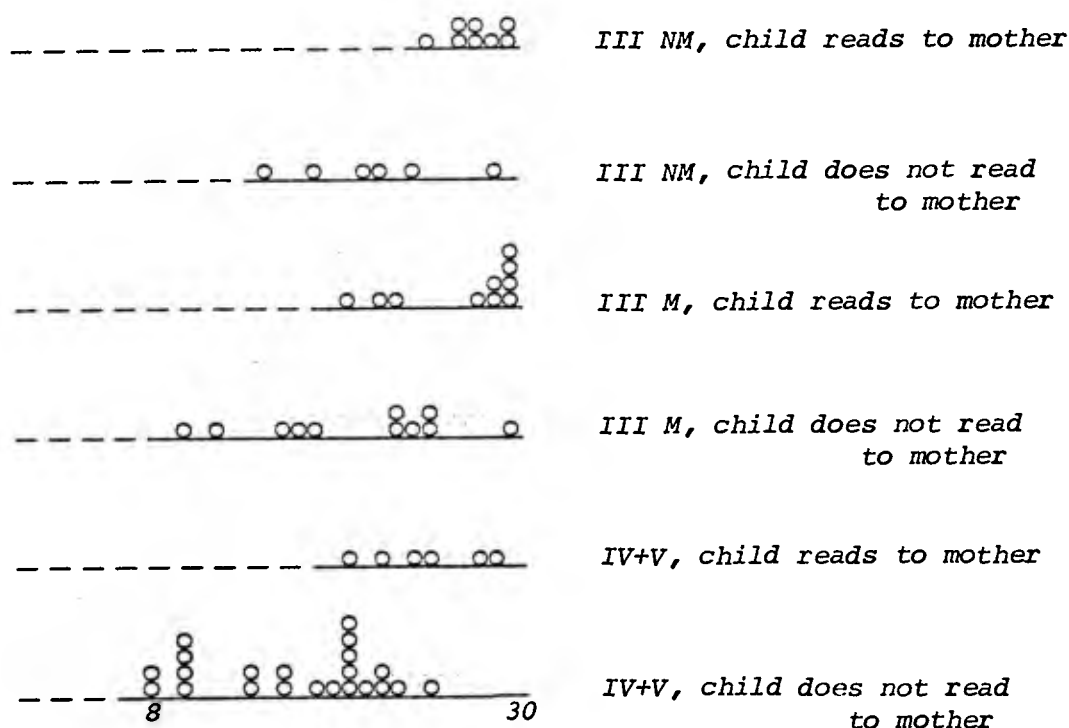 III NM, child reads to mother
III NM, child does not read
to mother
III M, child reads to mother
III M, child does not read
to mother
IV+V, child reads to mother
IV+V, child does not read
to mother
8 30